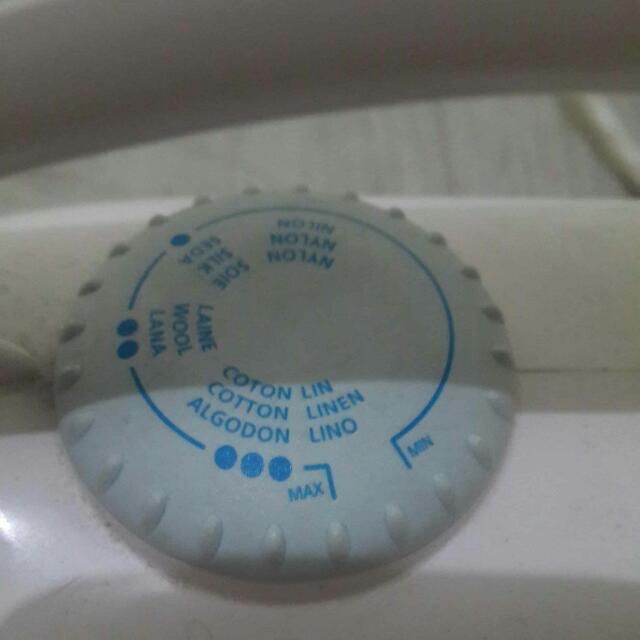 NILON
NYLON
NYLON
SOIE
SILK
SEDA
LAINE
WOOL
LANA
COTON LIN
COTTON LINEN
ALGODON LINO
MAX
MIN